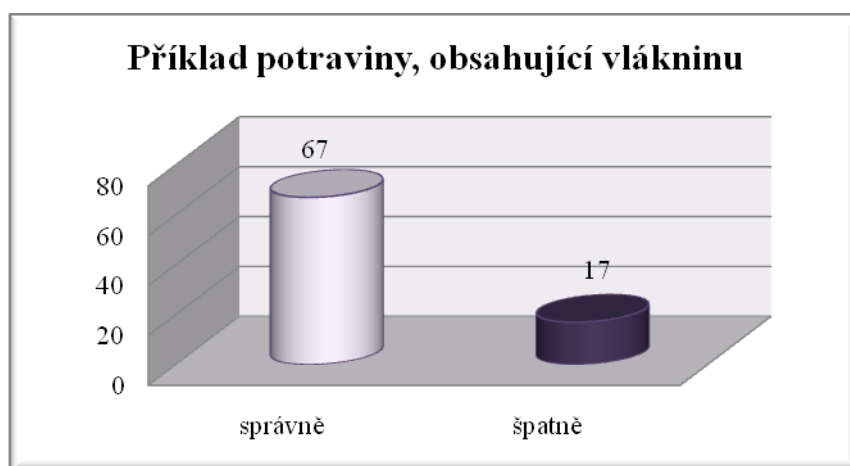 Příklad potraviny, obsahující vlákninu
67
17
80
60
40
20
0
správně
špatně